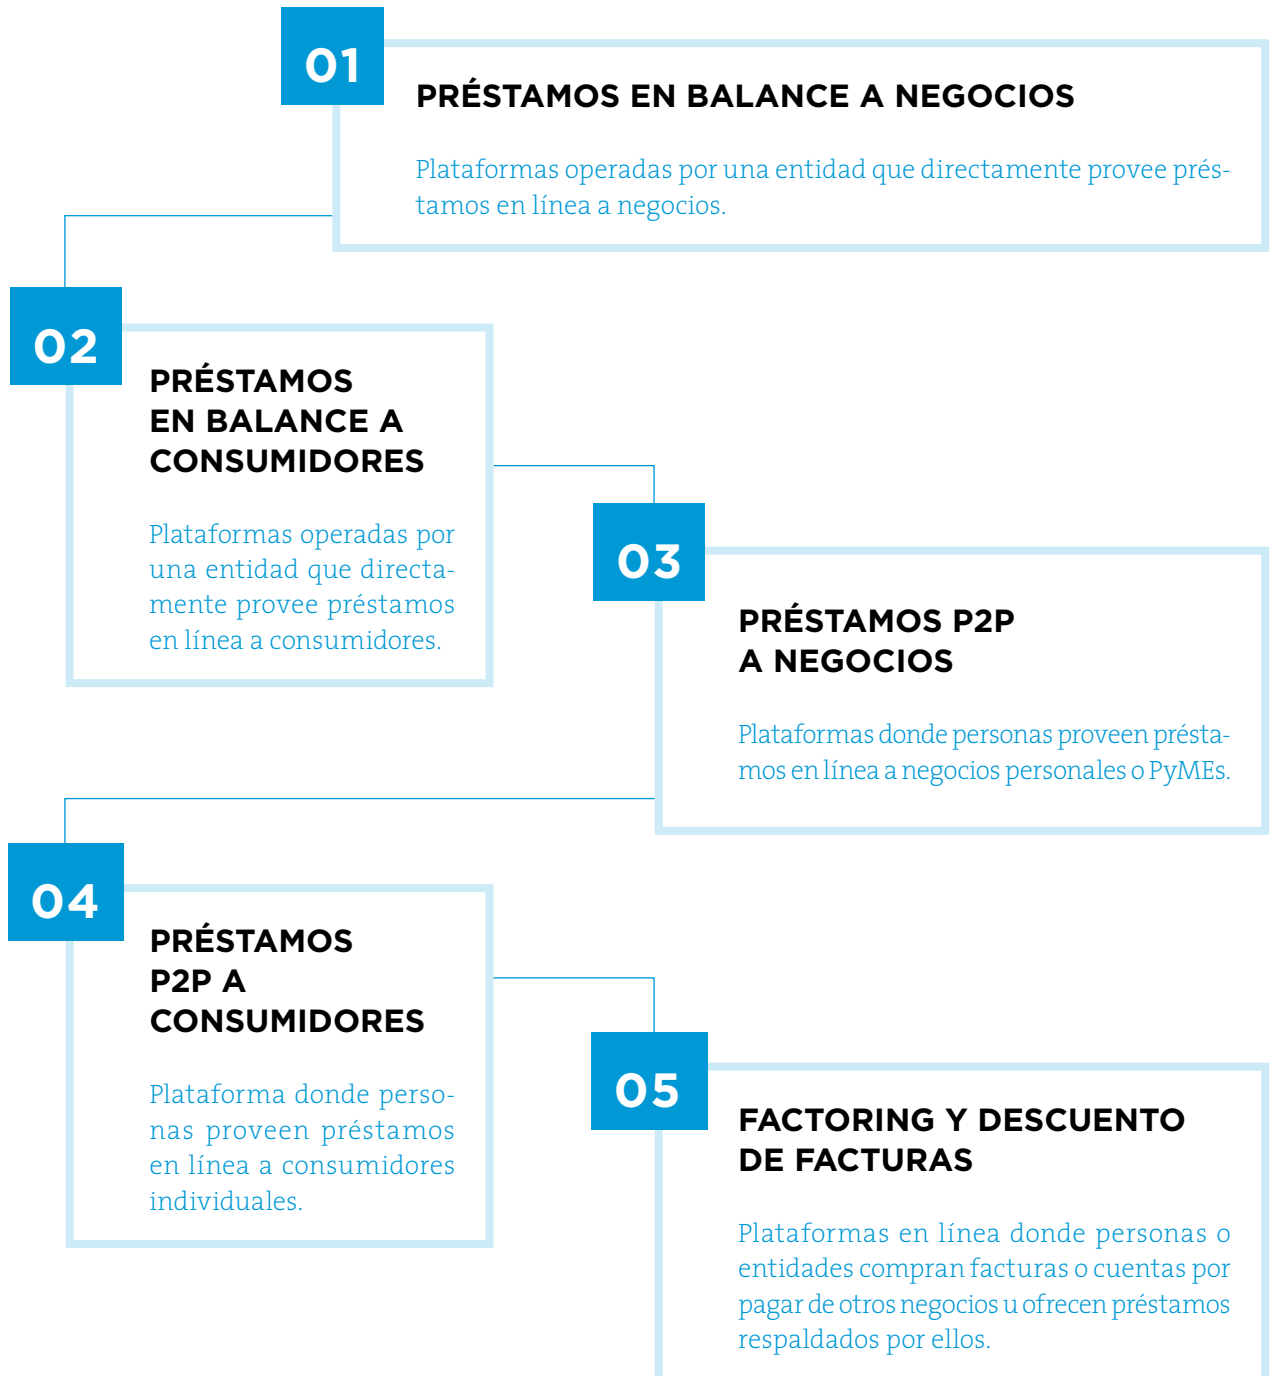 01
PRÉSTAMOS EN BALANCE A NEGOCIOS
Plataformas operadas por una entidad que directamente provee prés-
tamos en línea a negocios.
02
PRÉSTAMOS
EN BALANCE A
CONSUMIDORES
Plataformas operadas por
una entidad que directa-
mente provee préstamos
en línea a consumidores.
03
PRÉSTAMOS P2P
A NEGOCIOS
Plataformas donde personas proveen présta-
mos en línea a negocios personales o PyMEs.
04
PRÉSTAMOS
P2P A
CONSUMIDORES
Plataforma donde perso-
nas proveen préstamos
en línea a consumidores
individuales.
05
FACTORING Y DESCUENTO
DE FACTURAS
Plataformas en línea donde personas o
entidades compran facturas o cuentas por
pagar de otros negocios u ofrecen préstamos
respaldados por ellos.